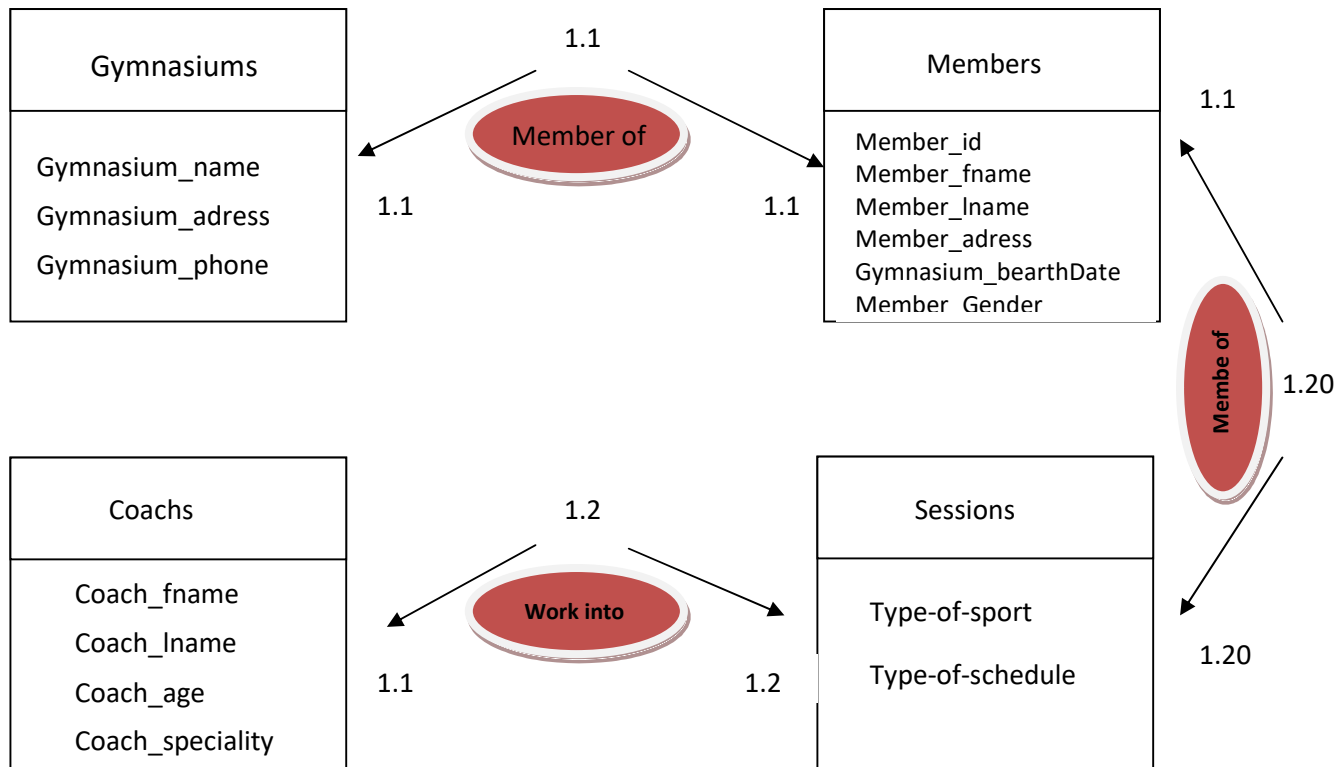 Gymnasiums
Gymnasium_name
Gymnasium_adress
Gymnasium_phone
1.1
Member of
1.1
1.1
Members
Member_id
Member_fname
Member_lname
Member_adress
Gymnasium_bearthDate
Member_Gender
1.1
Membe of
1.20
1.20
Coachs
Coach_fname
Coach_lname
Coach_age
Coach_speciality
1.2
Work into
1.1
1.2
Sessions
Type-of-sport
Type-of-schedule